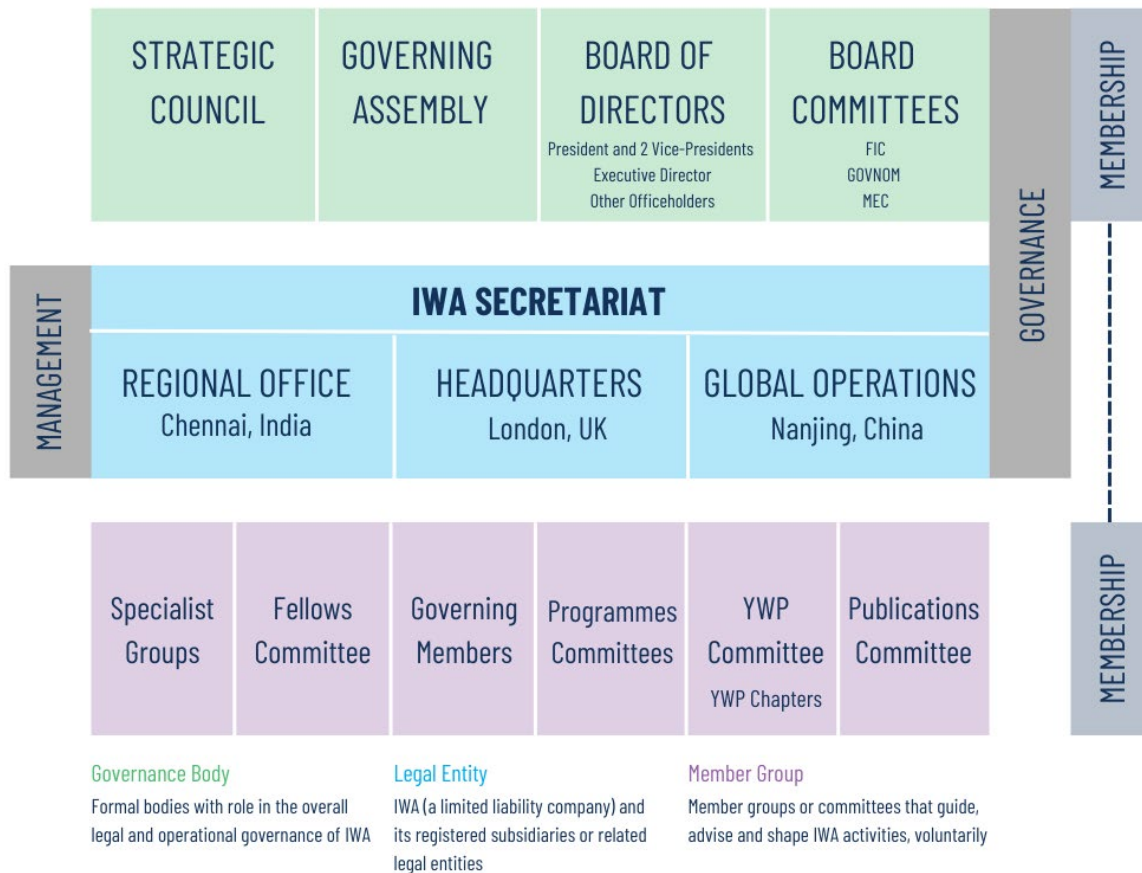 STRATEGIC
COUNCIL
GOVERNING
ASSEMBLY
BOARD OF
DIRECTORS
President and 2 Vice-Presidents
Executive Director
Other Officeholders
BOARD
COMMITTEES
FIC
GOVNOM
MEC
GOVERNANCE
MEMBERSHIP
MANAGEMENT
IWA SECRETARIAT
REGIONAL OFFICE
Chennai, India
HEADQUARTERS
London, UK
GLOBAL OPERATIONS
Nanjing, China
Specialist
Groups
Fellows
Committee
Governing
Members
Programmes
Committees
YWP
Committee
YWP Chapters
Publications
Committee
MEMBERSHIP
Governance Body
Formal bodies with role in the overall
legal and operational governance of IWA
Legal Entity
IWA (a limited liability company) and
its registered subsidiaries or related
legal entities
Member Group
Member groups or committees that guide,
advise and shape IWA activities, voluntarily